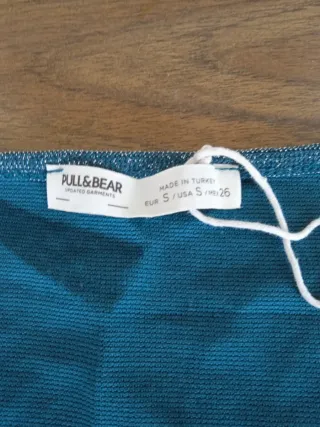 PULL&BEAR
UPDATED GARMENTS
MADE IN TURKEY
EUR S / USA S / MEX 26